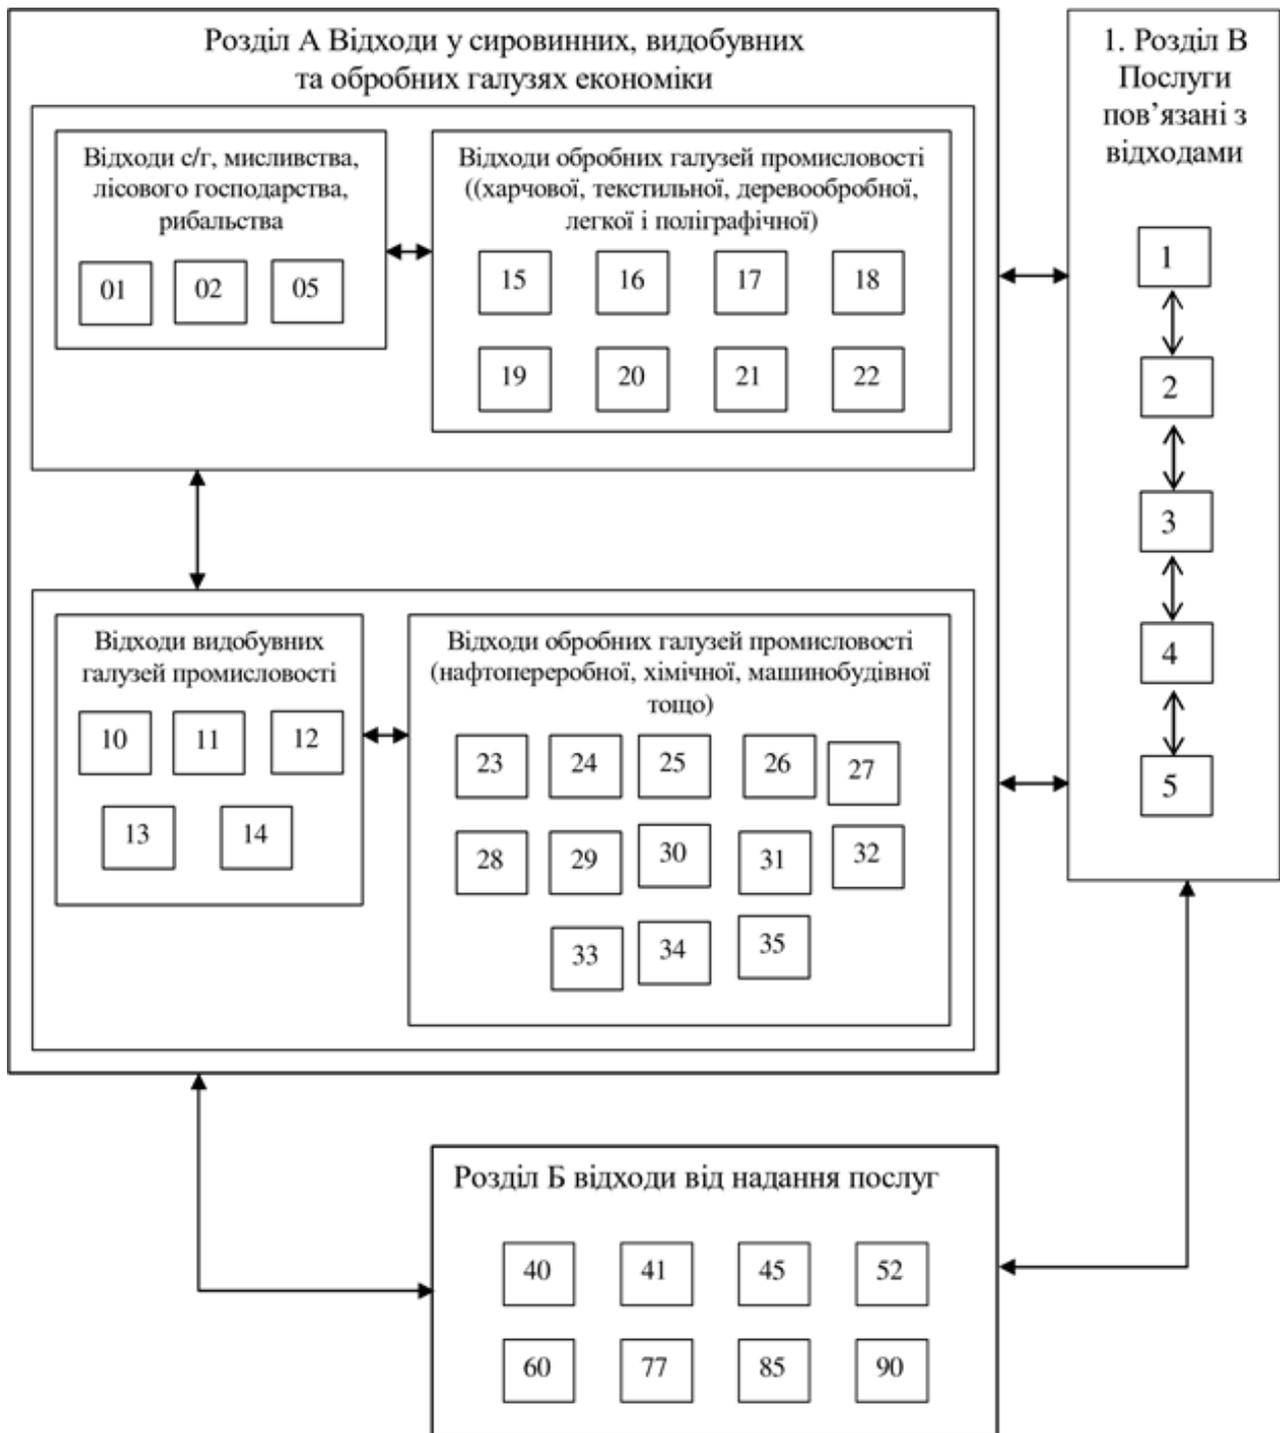 Розділ А Відходи у сировинних, видобувних
та обробних галузях економіки
Відходи с/г, мисливства,
лісового господарства,
рибальства
01 02 05
Відходи обробних галузей промисловості
((харчової, текстильної, деревообробної,
легкої і поліграфічної)
15 16 17 18
19 20 21 22
Відходи видобувних
галузей промисловості
10 11 12
13 14
Відходи обробних галузей промисловості
(нафтопереробної, хімічної, машинобудівної
тощо)
23 24 25 26 27
28 29 30 31 32
33 34 35
1. Розділ В
Послуги
пов’язані з
відходами
1
2
3
4
5
Розділ Б відходи від надання послуг
40 41 45 52
60 77 85 90